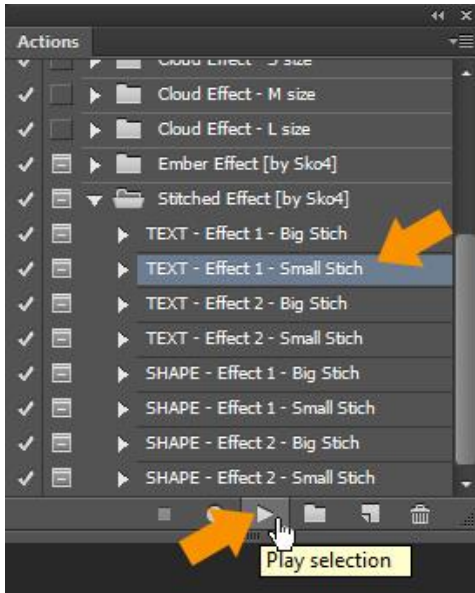 Actions
Cloud Effect - S size
Cloud Effect - M size
Cloud Effect - L size
Ember Effect [by Sko4]
Stitched Effect [by Sko4]
TEXT - Effect 1 - Big Stich
TEXT - Effect 1 - Small Stich
TEXT - Effect 2 - Big Stich
TEXT - Effect 2 - Small Stich
SHAPE - Effect 1 - Big Stich
SHAPE - Effect 1 - Small Stich
SHAPE - Effect 2 - Big Stich
SHAPE - Effect 2 - Small Stich
Play selection